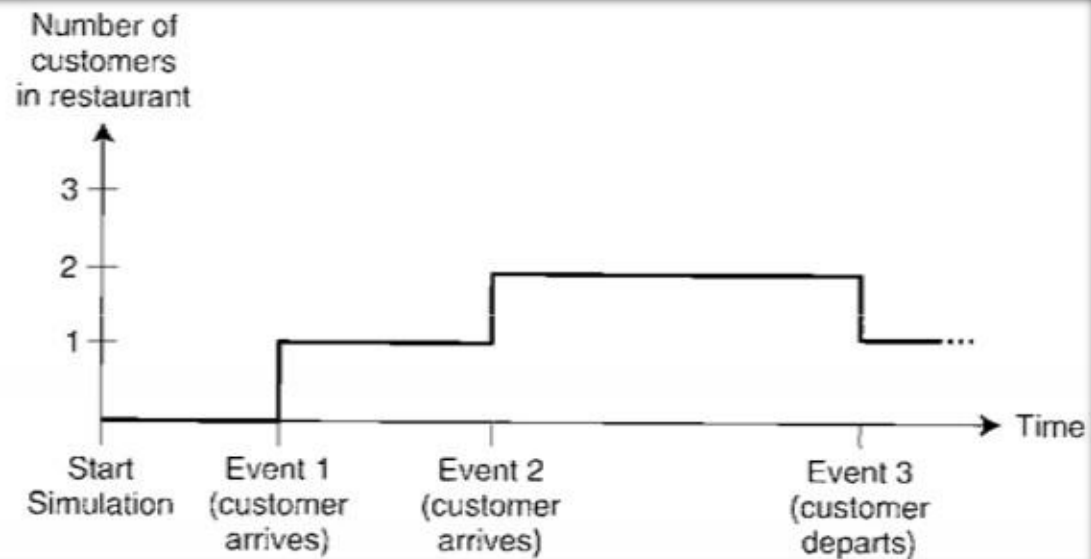 Number of
customers
in restaurant
3
2
1
Time
Start
Simulation
Event 1
(customer
arrives)
Event 2
(customer
arrives)
Event 3
(customer
departs)